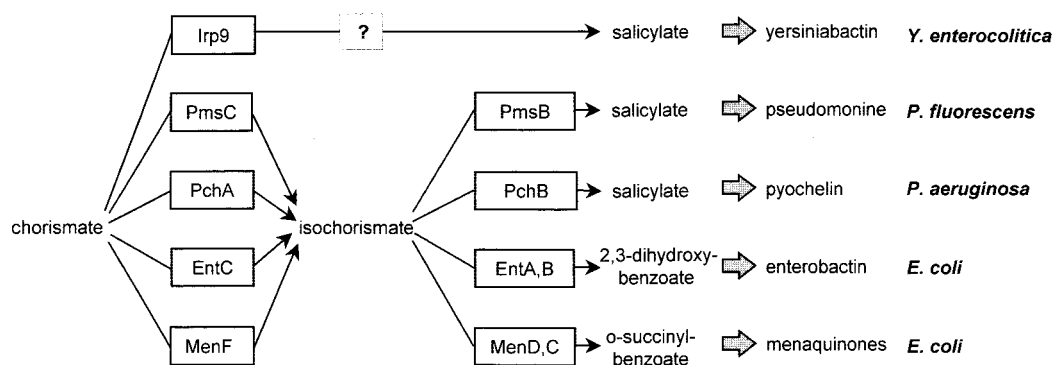 Irp9 ? salicylate yersiniabactin Y. enterocolitica
PmsC PmsB salicylate pseudomonine P. fluorescens
PchA PchB salicylate pyochelin P. aeruginosa
chorismate isochorismate
EntC EntA,B 2,3-dihydroxy-
benzoate enterobactin E. coli
MenF MenD,C o-succinyl-
benzoate menaquinones E. coli